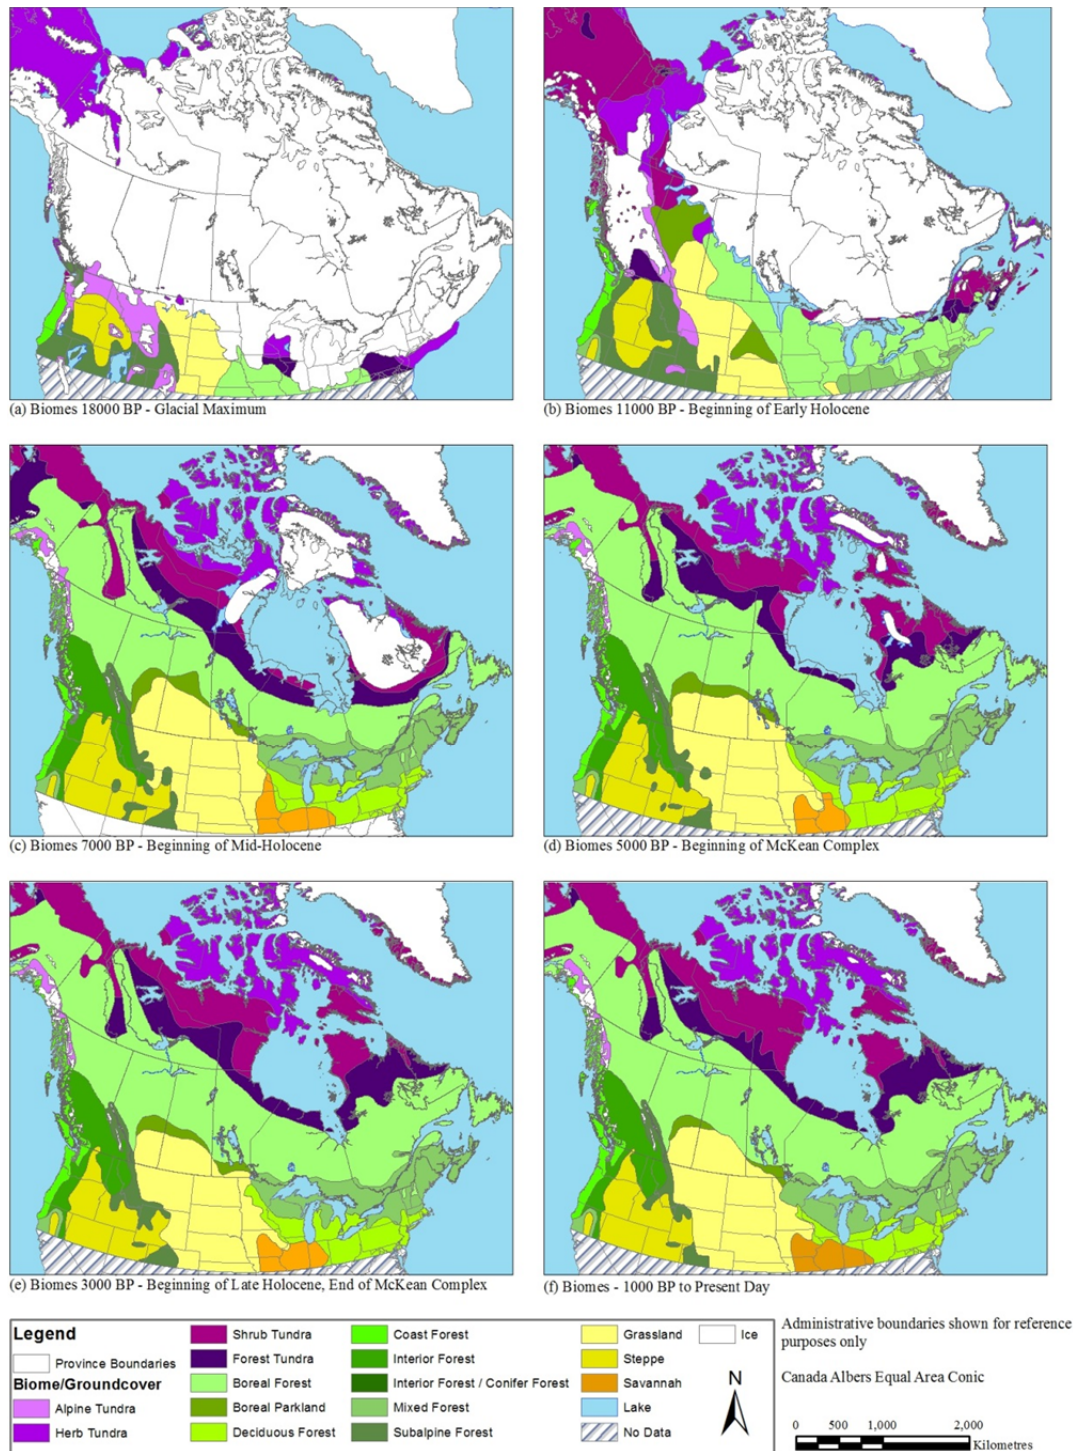 (a) Biomes 18000 BP - Glacial Maximum
(b) Biomes 11000 BP - Beginning of Early Holocene
(c) Biomes 7000 BP - Beginning of Mid-Holocene
(d) Biomes 5000 BP - Beginning of McKean Complex
(e) Biomes 3000 BP - Beginning of Late Holocene, End of McKean Complex
(f) Biomes - 1000 BP to Present Day
Legend
Province Boundaries
Biome/Groundcover
Alpine Tundra
Herb Tundra
Shrub Tundra
Forest Tundra
Boreal Forest
Boreal Parkland
Deciduous Forest
Coast Forest
Interior Forest
Interior Forest / Conifer Forest
Mixed Forest
Subalpine Forest
Grassland
Steppe
Savannah
Lake
No Data
Ice
N
Administrative boundaries shown for reference
purposes only
Canada Albers Equal Area Conic
0 500 1,000 2,000
Kilometres